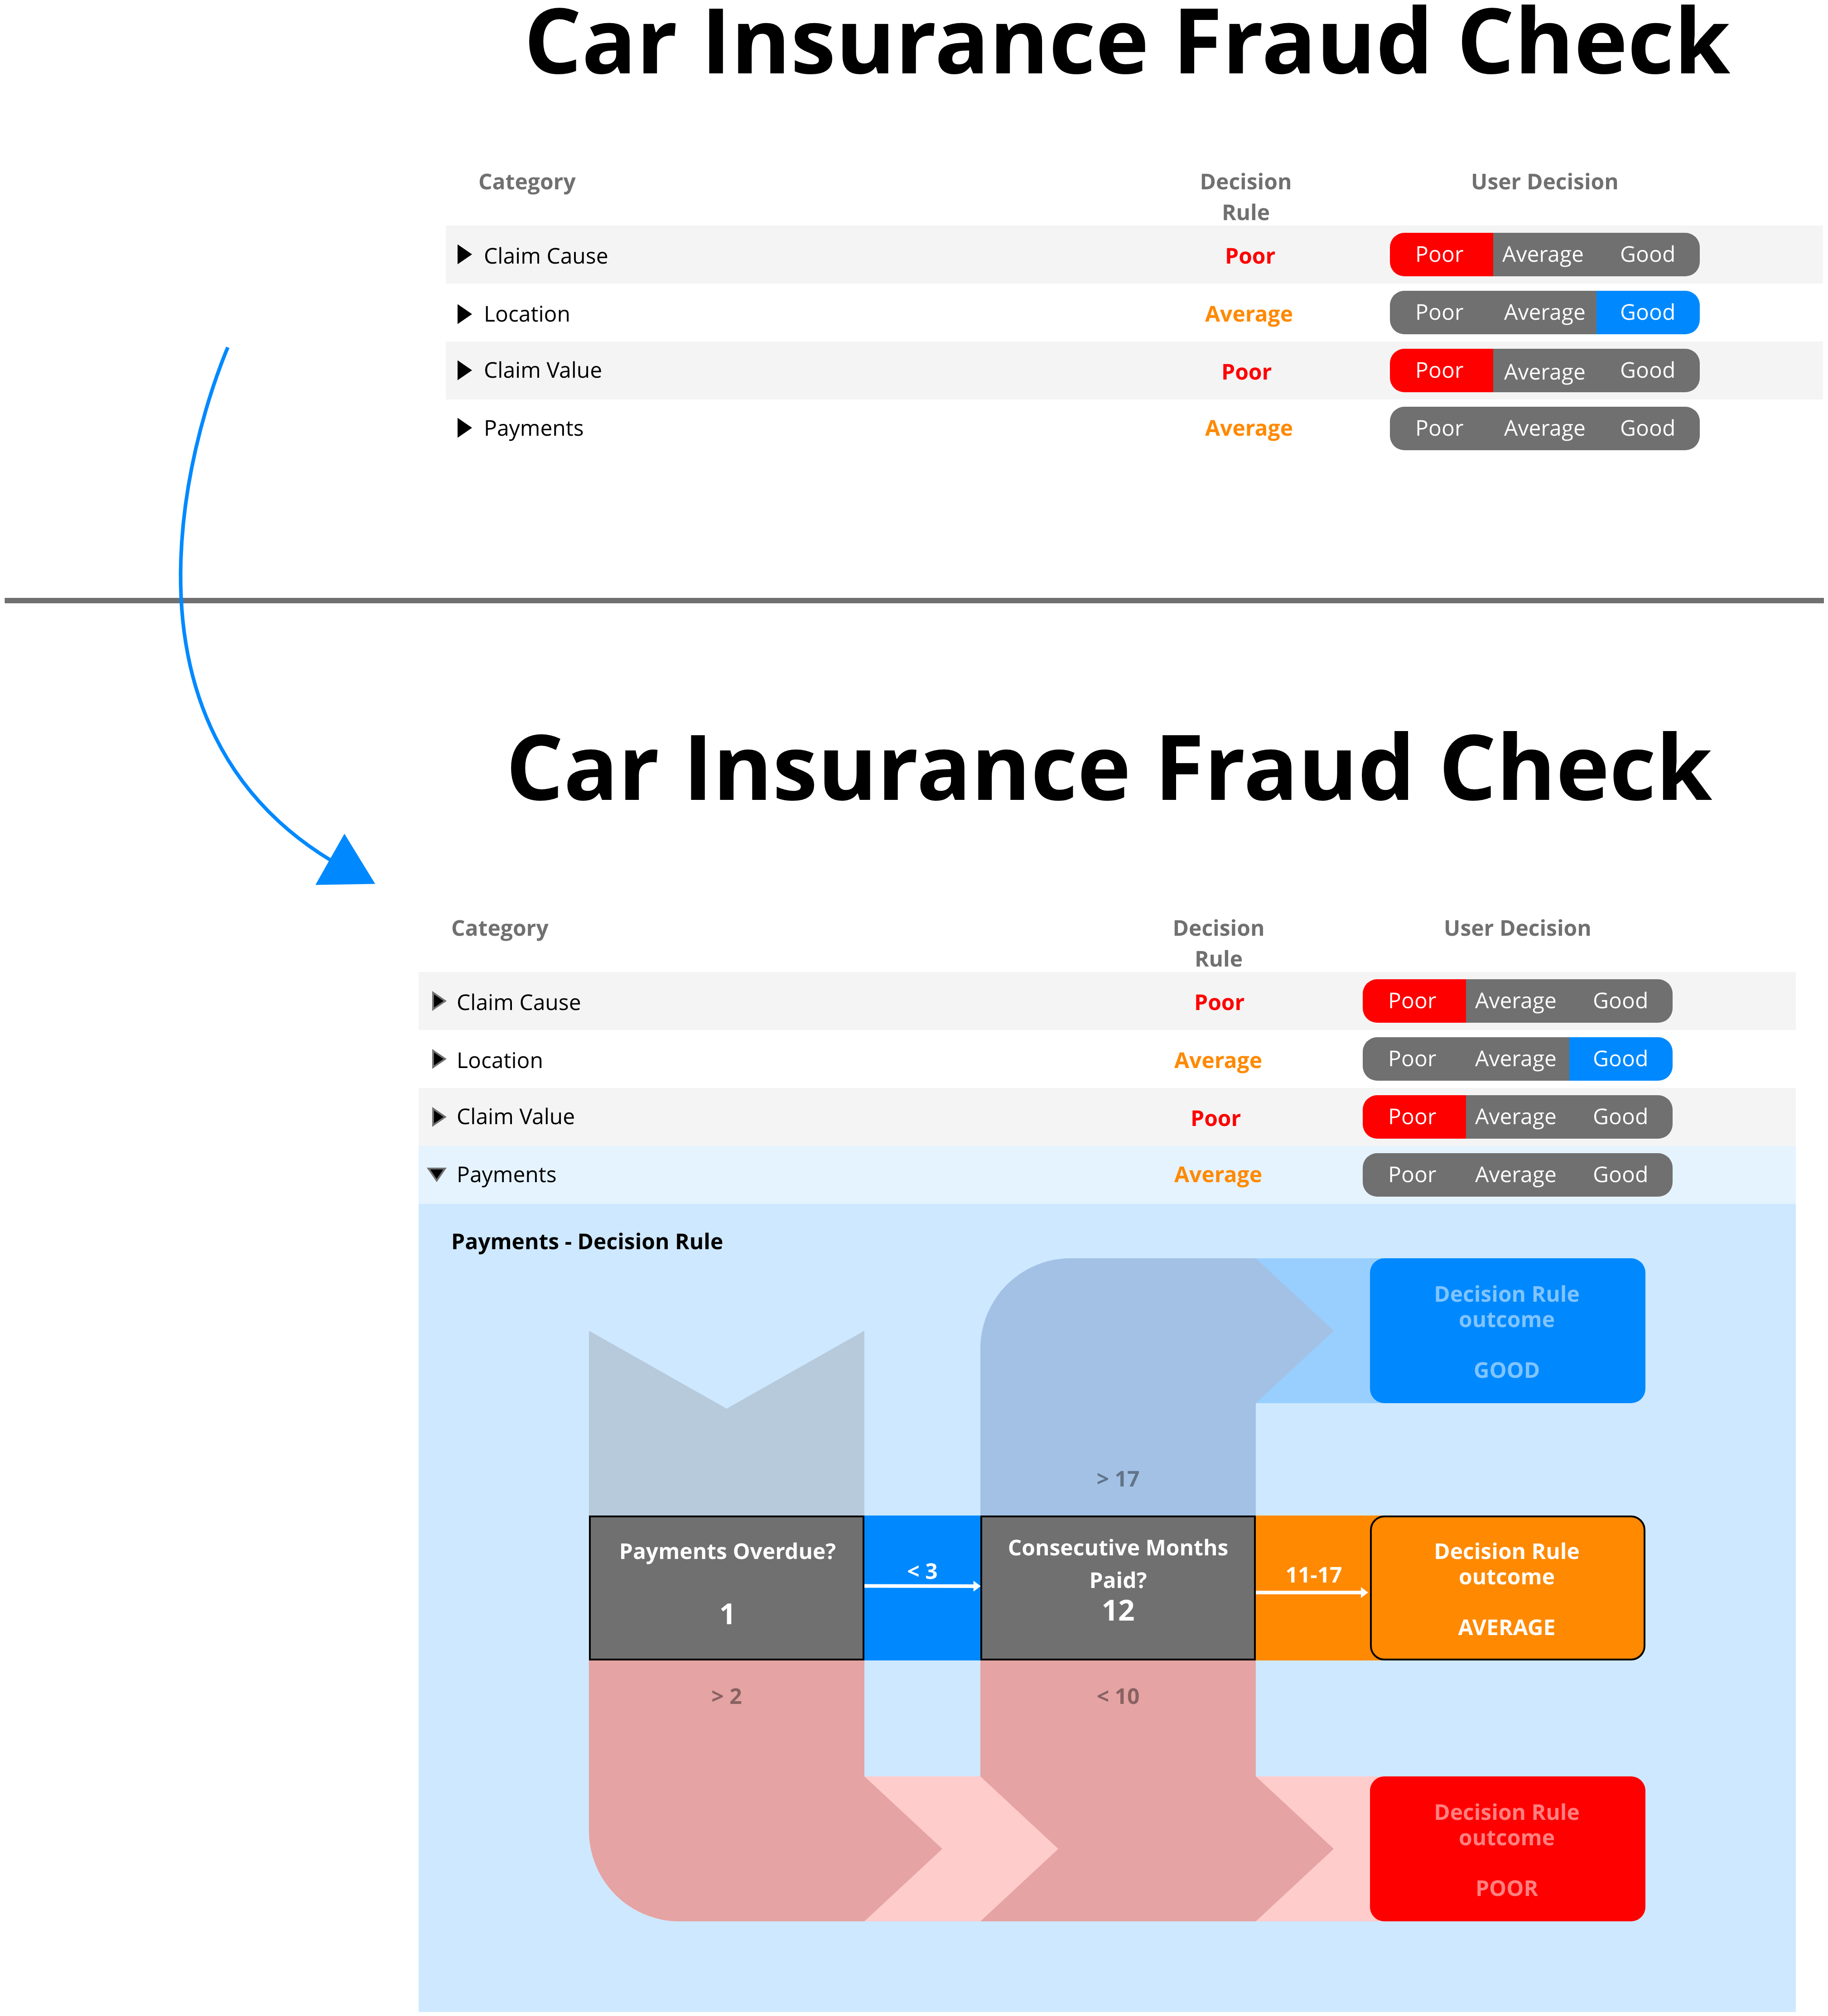 Car Insurance Fraud Check
Category
Decision
Rule
User Decision
Claim Cause
Poor
Poor Average Good
Location
Average
Poor Average Good
Claim Value
Poor
Poor Average Good
Payments
Average
Poor Average Good
Car Insurance Fraud Check
Category
Decision
Rule
User Decision
Claim Cause
Poor
Poor Average Good
Location
Average
Poor Average Good
Claim Value
Poor
Poor Average Good
Payments
Average
Poor Average Good
Payments - Decision Rule
Decision Rule
outcome
GOOD
> 17
Payments Overdue?
1
< 3
Consecutive Months
Paid?
12
11-17
Decision Rule
outcome
AVERAGE
> 2
< 10
Decision Rule
outcome
POOR